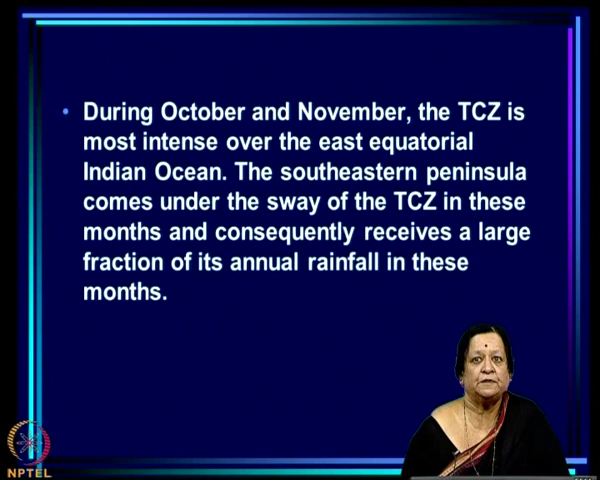 • During October and November, the TCZ is
most intense over the east equatorial
Indian Ocean. The southeastern peninsula
comes under the sway of the TCZ in these
months and consequently receives a large
fraction of its annual rainfall in these
months.
NPTEL